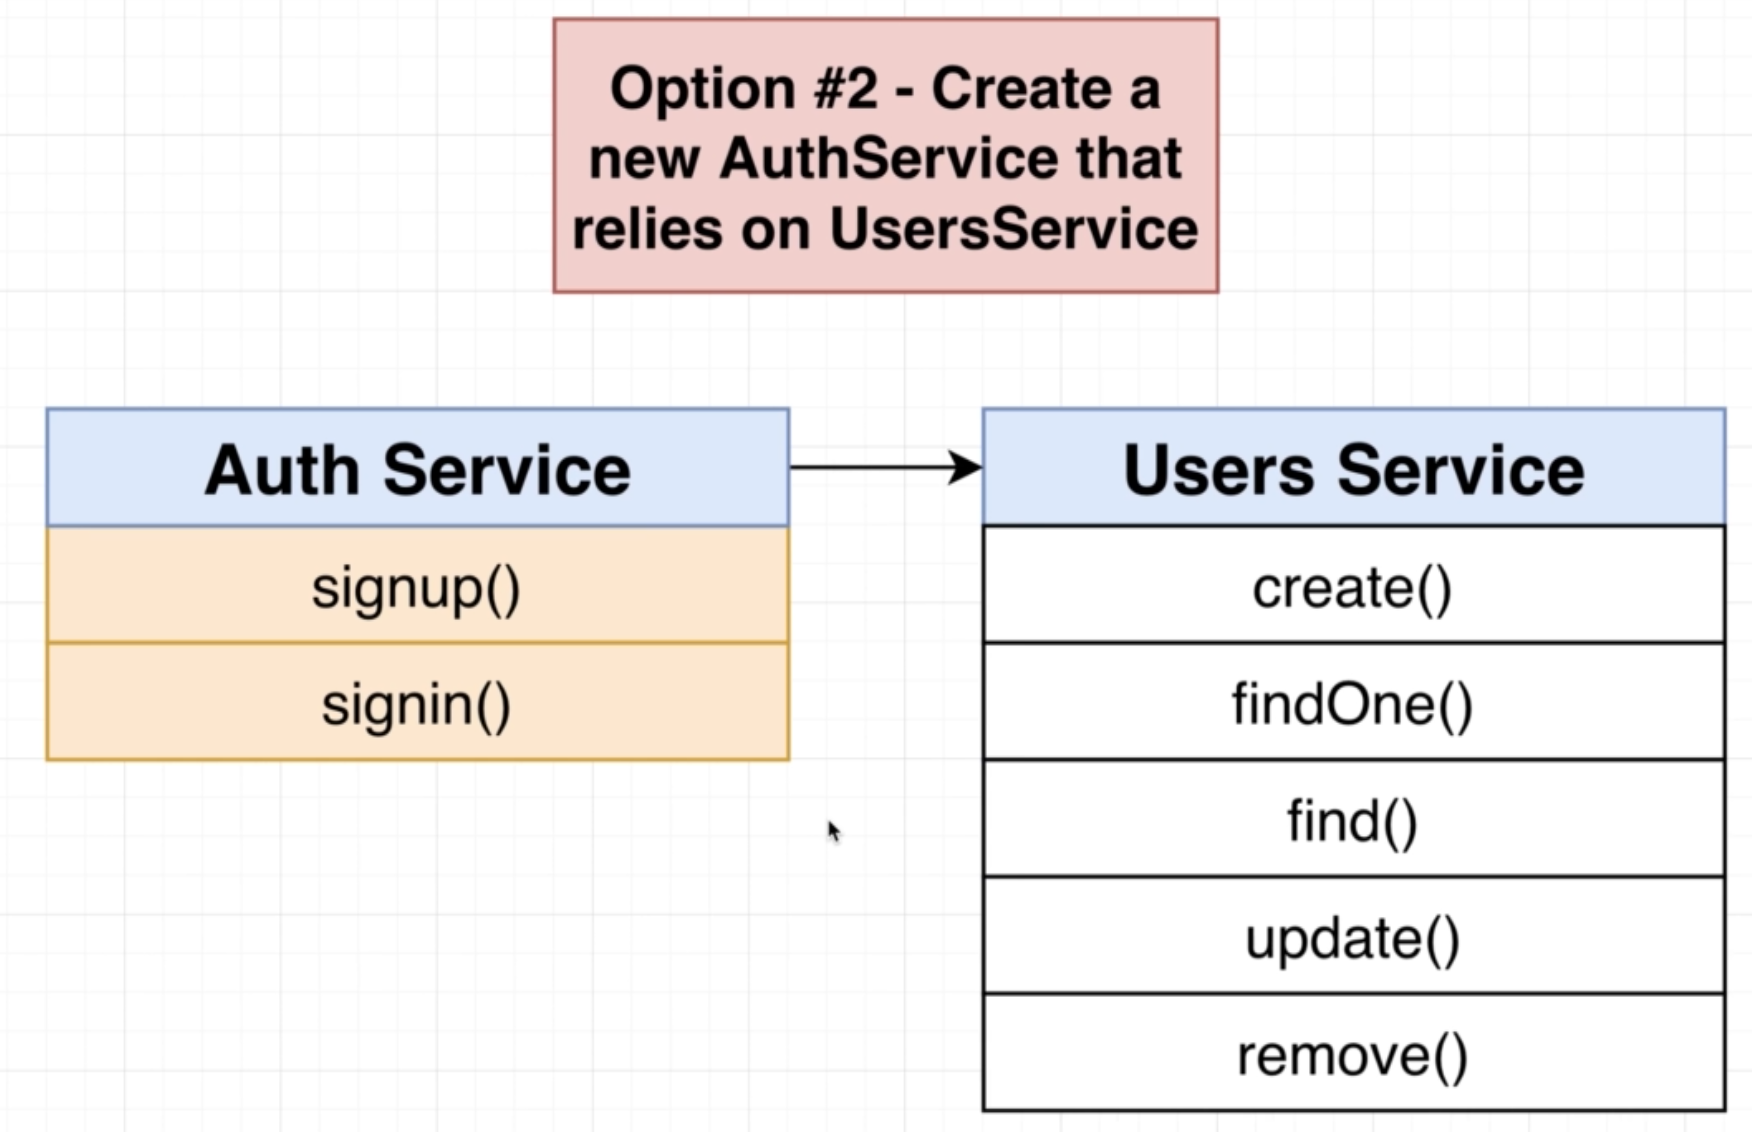 Option #2 - Create a
new AuthService that
relies on UsersService
Auth Service
signup()
signin()
Users Service
create()
findOne()
find()
update()
remove()